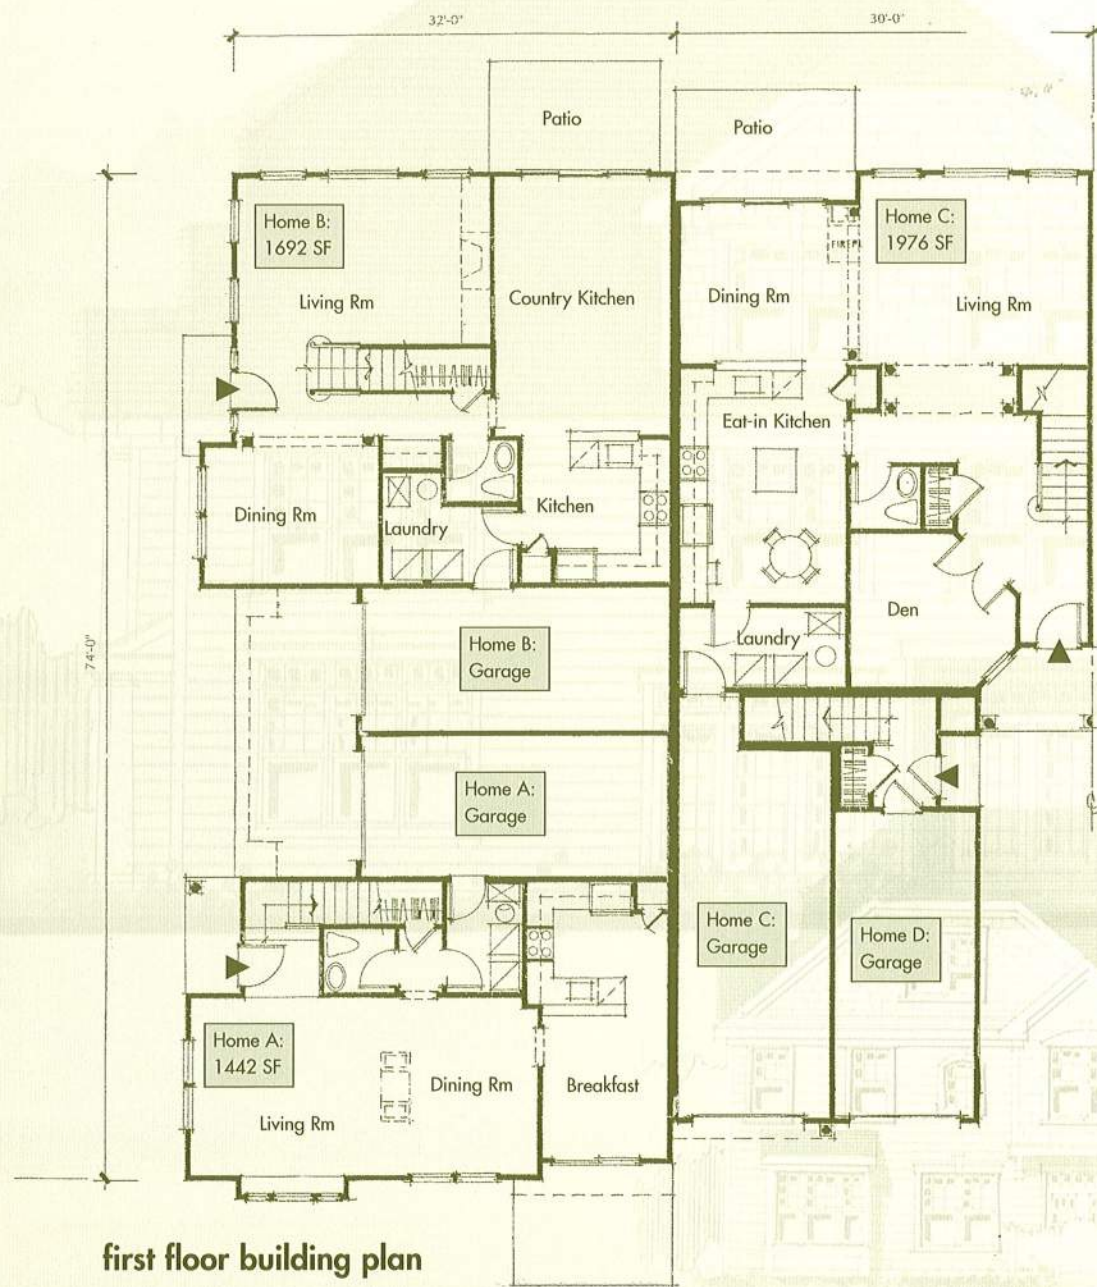 32'-0"
30'-0"
Patio
Patio
Home B:
1692 SF
Living Rm
Country Kitchen
Dining Rm
FIREPL
Home C:
1976 SF
Living Rm
Eat-in Kitchen
Dining Rm
Laundry
Kitchen
Den
Laundry
74'-0"
Home B:
Garage
Home A:
Garage
Home C:
Garage
Home D:
Garage
Home A:
1442 SF
Living Rm
Dining Rm
Breakfast
first floor building plan